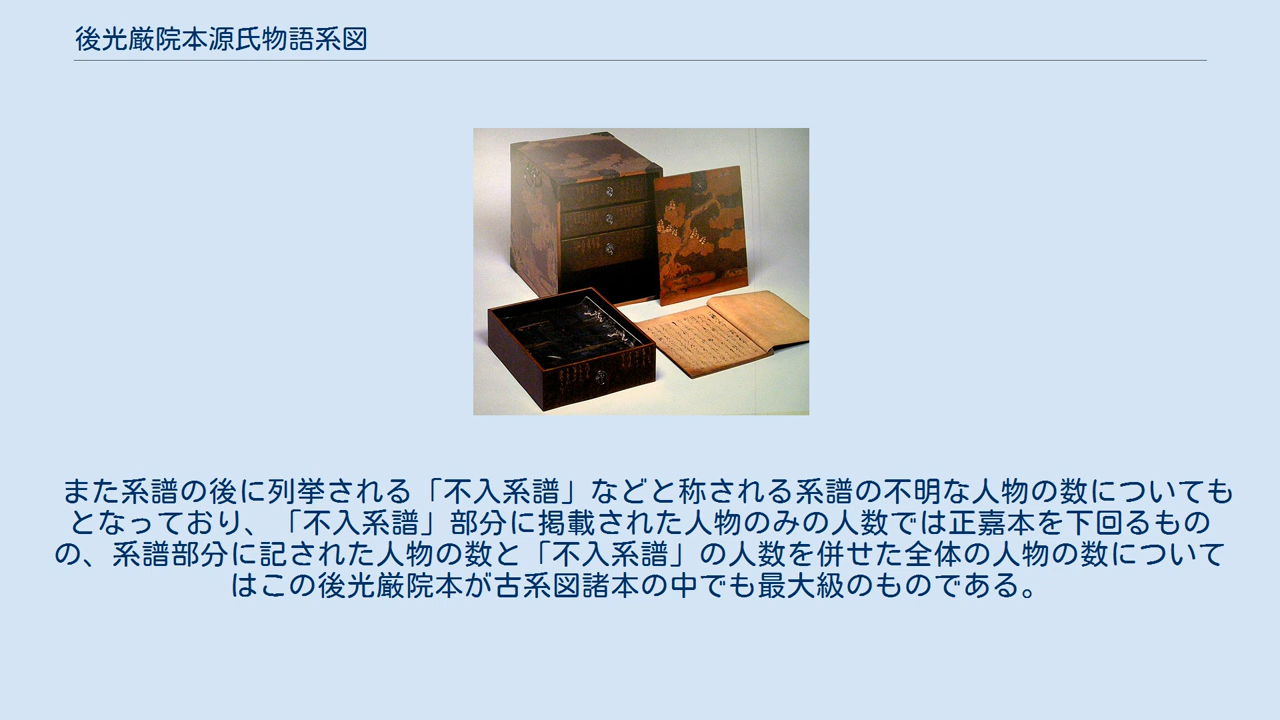 後光厳院本源氏物語系図
また系譜の後に列挙される「不入系譜」などと称される系譜の不明な人物の数についても
となっており、「不入系譜」部分に掲載された人物のみの人数では正嘉本を下回るもの
の、系譜部分に記された人物の数と「不入系譜」の人数を併せた全体の人物の数について
はこの後光厳院本が古系図諸本の中でも最大級のものである。